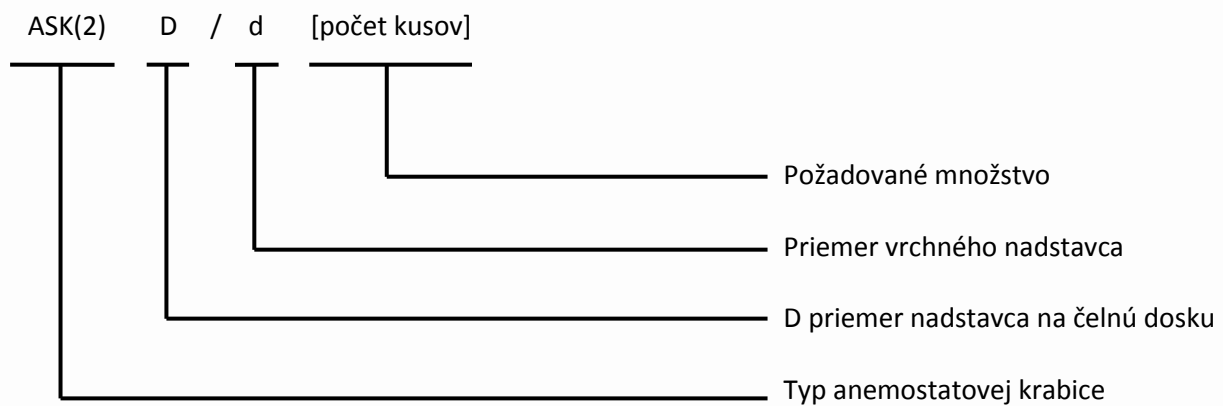 ASK(2) D / d [počet kusov]
Požadované množstvo
Priemer vrchného nadstavca
D priemer nadstavca na čelnú dosku
Typ anemostatovej krabice